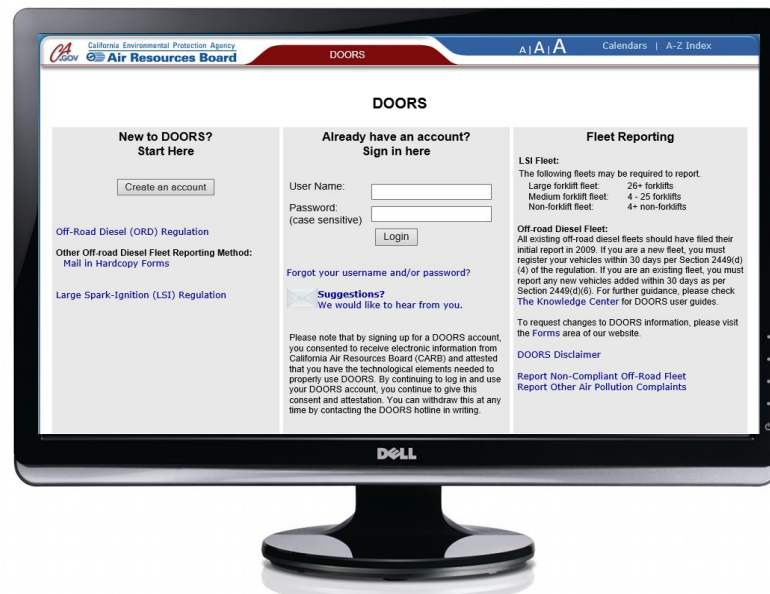 CA.GOV
California Environmental Protection Agency
Air Resources Board
DOORS
A | A | A
Calendars | A-Z Index
DOORS
New to DOORS?
Start Here
Create an account
Off-Road Diesel (ORD) Regulation
Other Off-road Diesel Fleet Reporting Method:
Mail in Hardcopy Forms
Large Spark-Ignition (LSI) Regulation
Already have an account?
Sign in here
User Name:
Password:
(case sensitive)
Login
Forgot your username and/or password?
Suggestions?
We would like to hear from you.
Please note that by signing up for a DOORS account,
you consented to receive electronic information from
California Air Resources Board (CARB) and attested
that you have the technological elements needed to
properly use DOORS. By continuing to log in and use
your DOORS account, you continue to give this
consent and attestation. You can withdraw this at any
time by contacting the DOORS hotline in writing.
Fleet Reporting
LSI Fleet:
The following fleets may be required to report.
Large forklift fleet: 26+ forklifts
Medium forklift fleet: 4 - 25 forklifts
Non-forklift fleet: 4+ non-forklifts
Off-road Diesel Fleet:
All existing off-road diesel fleets should have filed their
initial report in 2009. If you are a new fleet, you must
register your vehicles within 30 days per Section 2449(d)
(4) of the regulation. If you are an existing fleet, you must
report any new vehicles added within 30 days as per
Section 2449(d)(6). For further guidance, please check
The Knowledge Center for DOORS user guides.
To request changes to DOORS information, please visit
the Forms area of our website.
DOORS Disclaimer
Report Non-Compliant Off-Road Fleet
Report Other Air Pollution Complaints
DELL